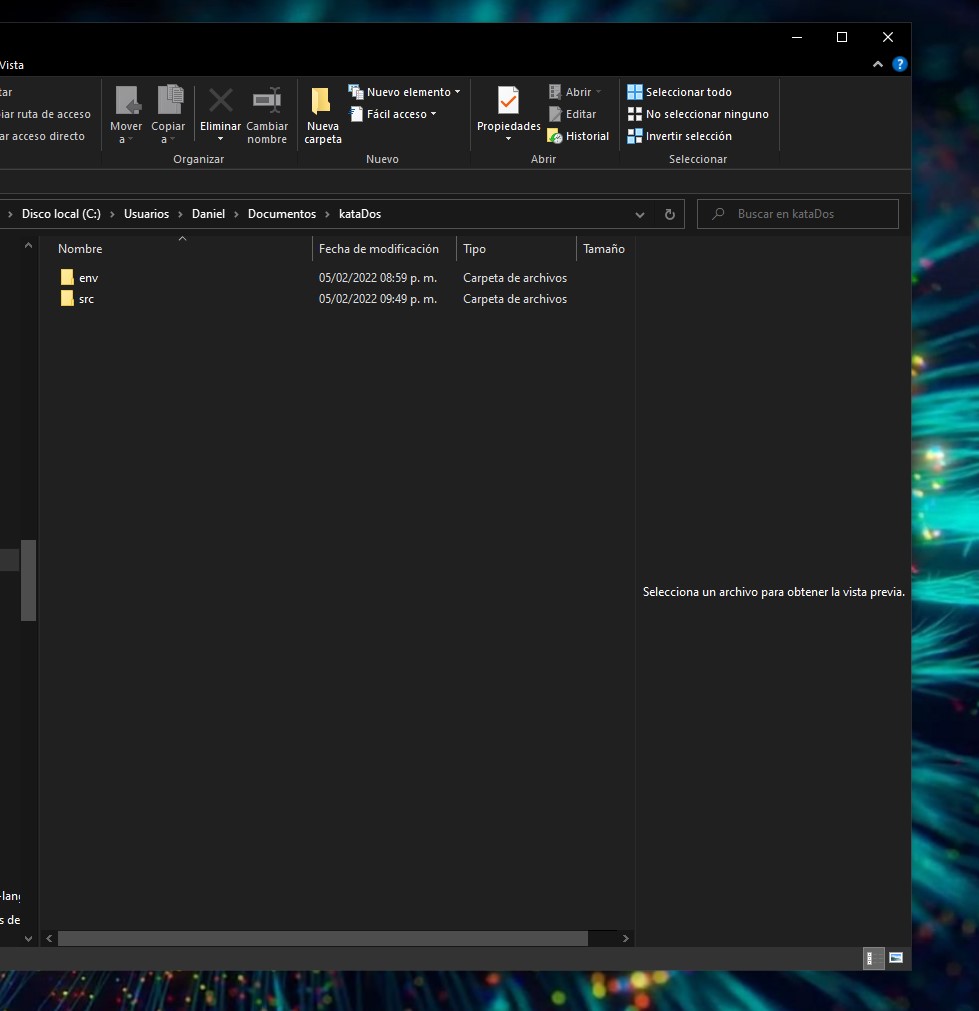 Vista
?
tar
iar ruta de acceso
ar acceso directo
Mover a
Copiar a
Eliminar
Cambiar nombre
Organizar
Nueva carpeta
Nuevo elemento
Fácil acceso
Nuevo
Propiedades
Abrir
Editar
Historial
Abrir
Seleccionar todo
No seleccionar ninguno
Invertir selección
Seleccionar
> Disco local (C:) > Usuarios > Daniel > Documentos > kataDos
Buscar en kataDos
Nombre Fecha de modificación Tipo Tamaño
env 05/02/2022 08:59 p. m. Carpeta de archivos
src 05/02/2022 09:49 p. m. Carpeta de archivos
Selecciona un archivo para obtener la vista previa.
s de